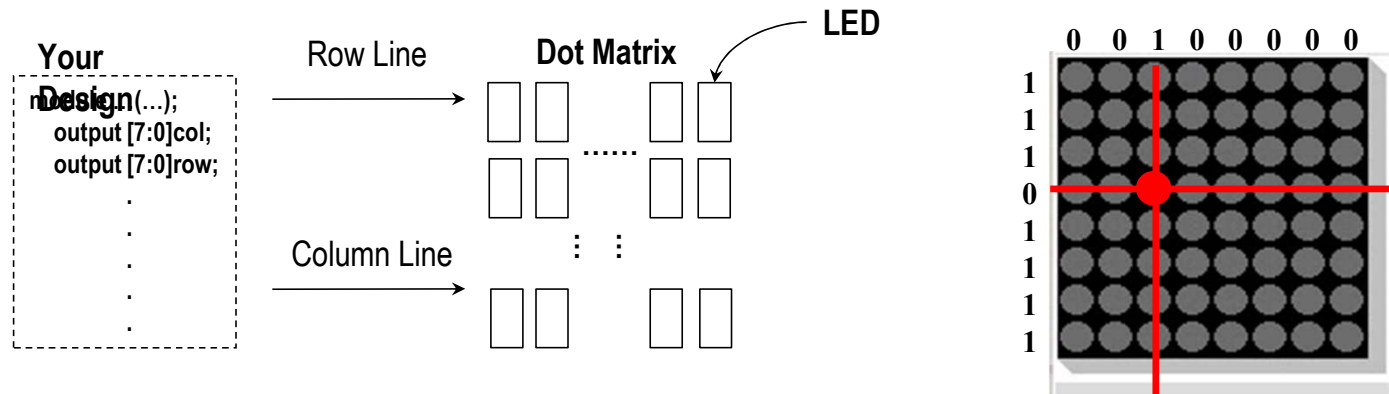 Your
Design
module…(…);
output [7:0]col;
output [7:0]row;
.
.
.
.
.
Row Line
Column Line
Dot Matrix
LED
......
⋮ ⋮
0 0 1 0 0 0 0 0
1
1
1
0
1
1
1
1